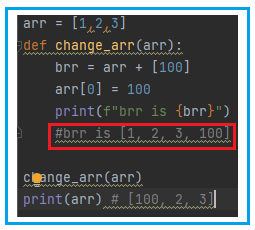 arr = [1,2,3]
def change_arr(arr):
    brr = arr + [100]
    arr[0] = 100
    print(f"brr is {brr}")
    #brr is [1, 2, 3, 100]
change_arr(arr)
print(arr) # [100, 2, 3]